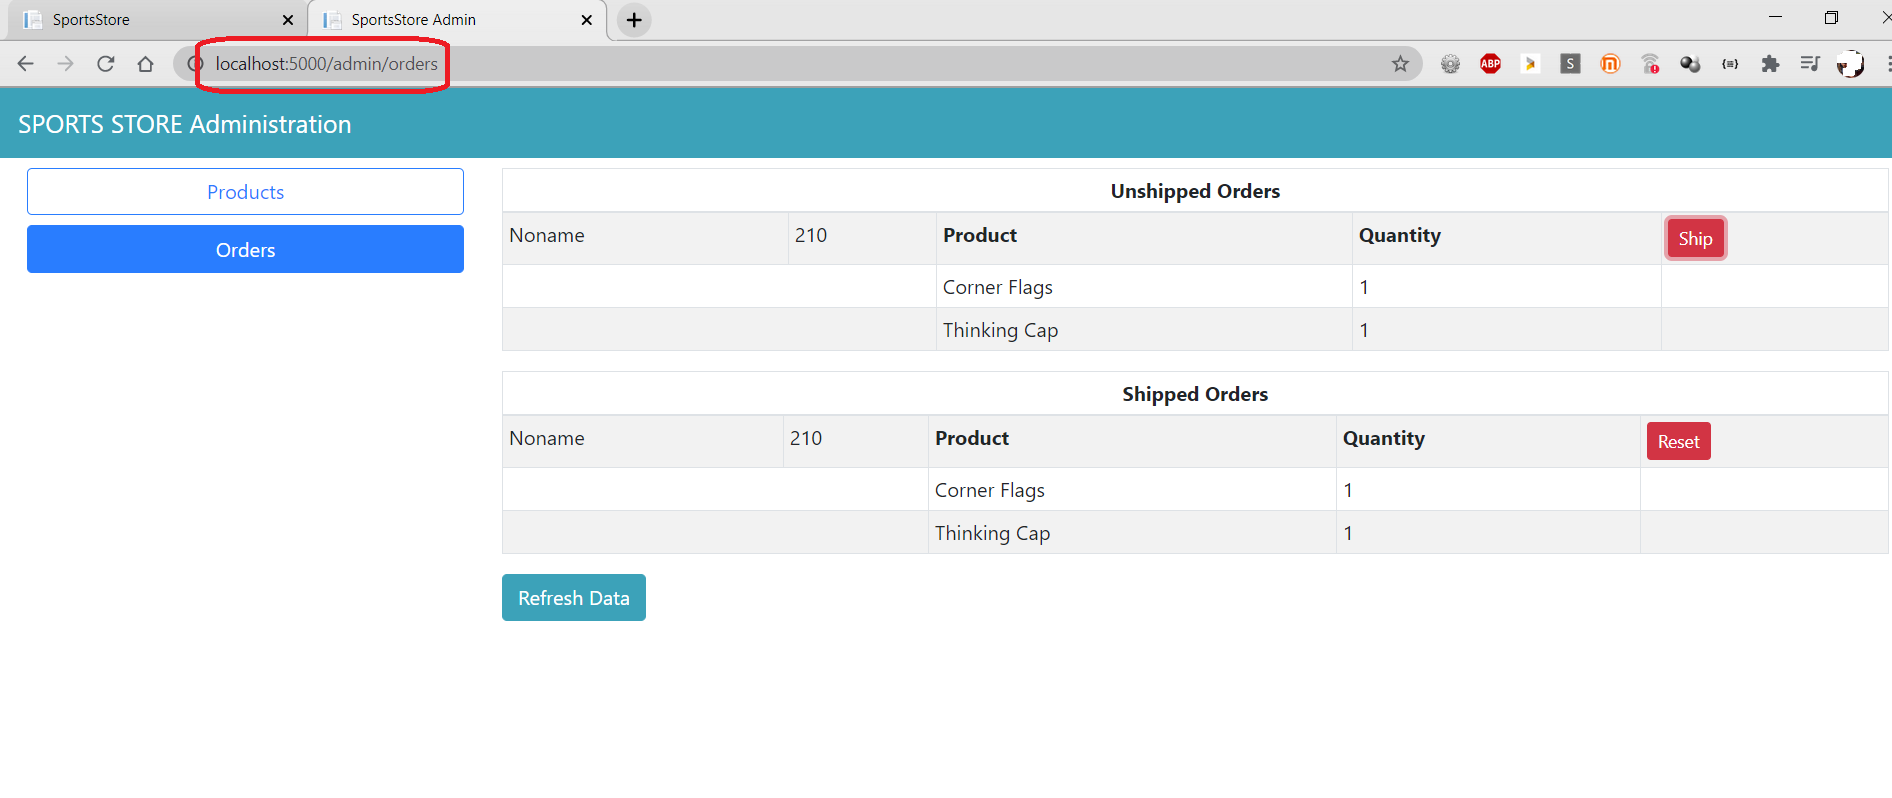 SportsStore
SportsStore Admin
localhost:5000/admin/orders
ABP
S
SPORTS STORE Administration
Products
Orders
Unshipped Orders
Noname 210 Product Quantity Ship
Corner Flags 1
Thinking Cap 1
Shipped Orders
Noname 210 Product Quantity Reset
Corner Flags 1
Thinking Cap 1
Refresh Data